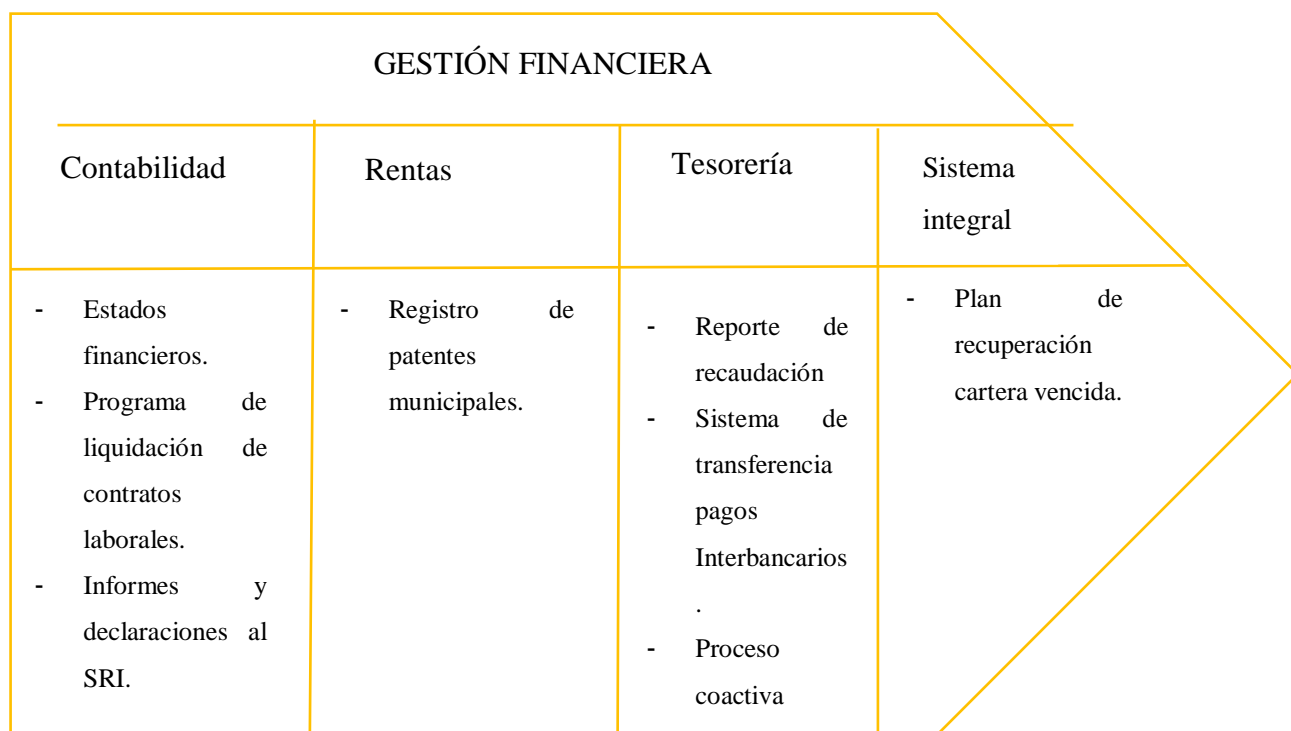 GESTIÓN FINANCIERA
Contabilidad
Rentas
Tesorería
Sistema
integral
- Estados
financieros.
- Programa de
liquidación de
contratos
laborales.
- Informes y
declaraciones al
SRI.
- Registro de
patentes
municipales.
- Reporte de
recaudación
- Sistema de
transferencia
pagos
Interbancarios
.
- Proceso
coactiva
- Plan de
recuperación
cartera vencida.